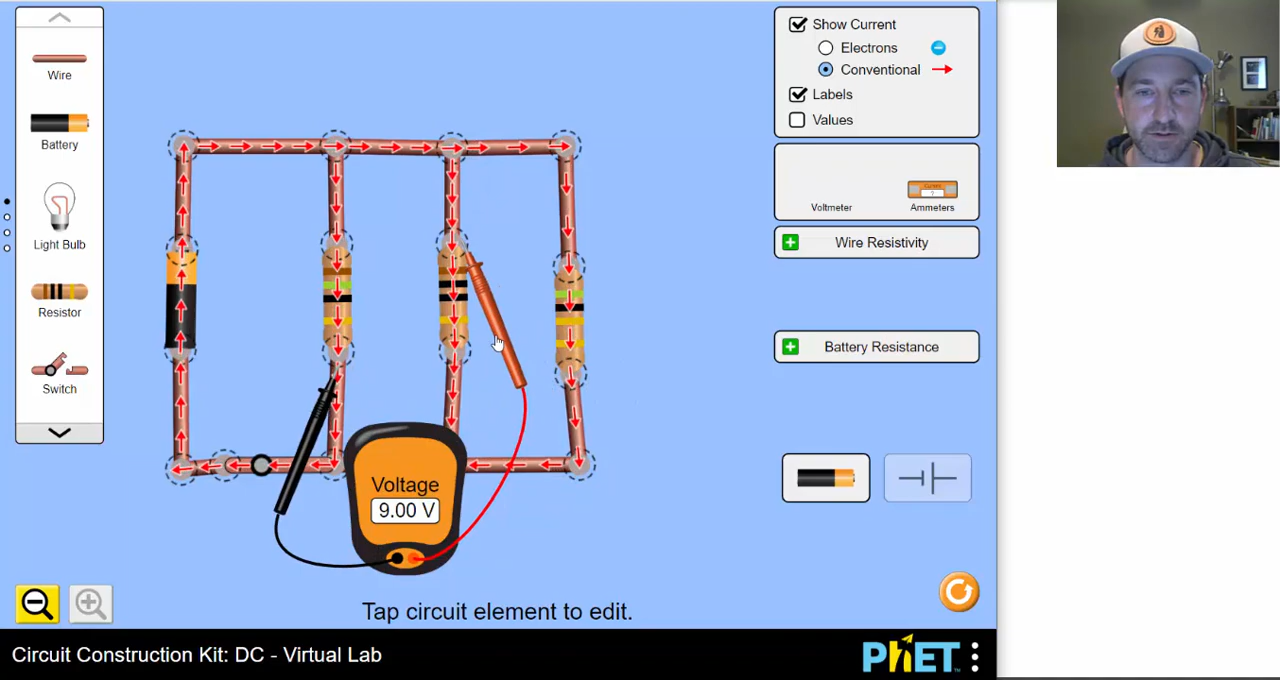 Wire
Battery
Light Bulb
Resistor
Switch
Show Current
Electrons
Conventional
Labels
Values
Voltmeter
Current
?
Ammeters
Wire Resistivity
Battery Resistance
Voltage
9.00 V
Tap circuit element to edit.
Circuit Construction Kit: DC - Virtual Lab
PhET